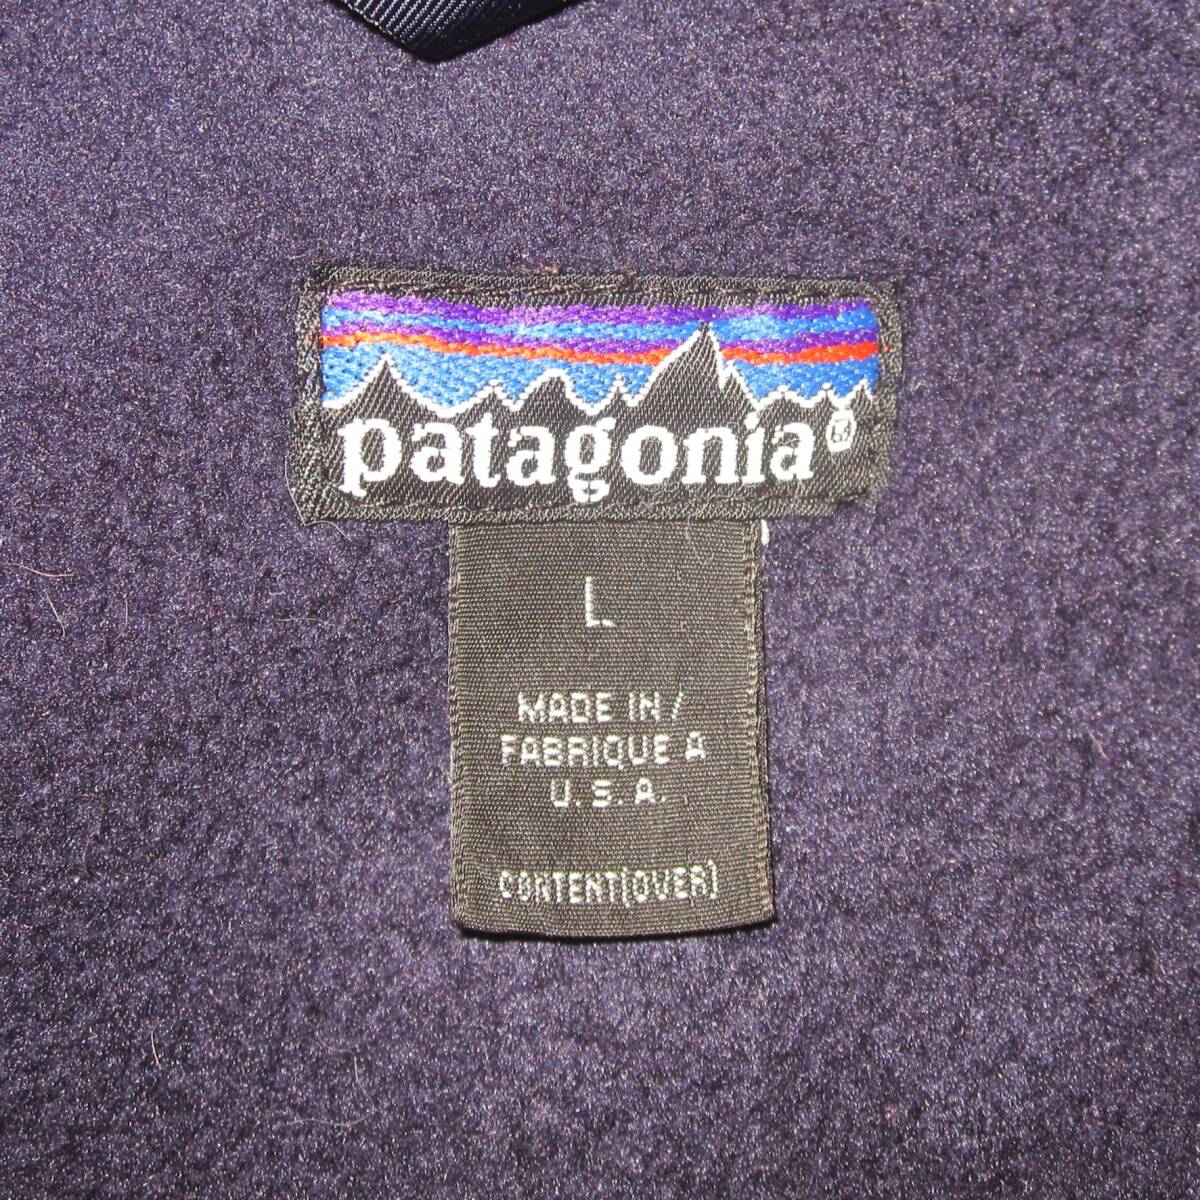 patagonia®
L
MADE IN /
FABRIQUE A
U.S.A.
CONTENT(OVER)